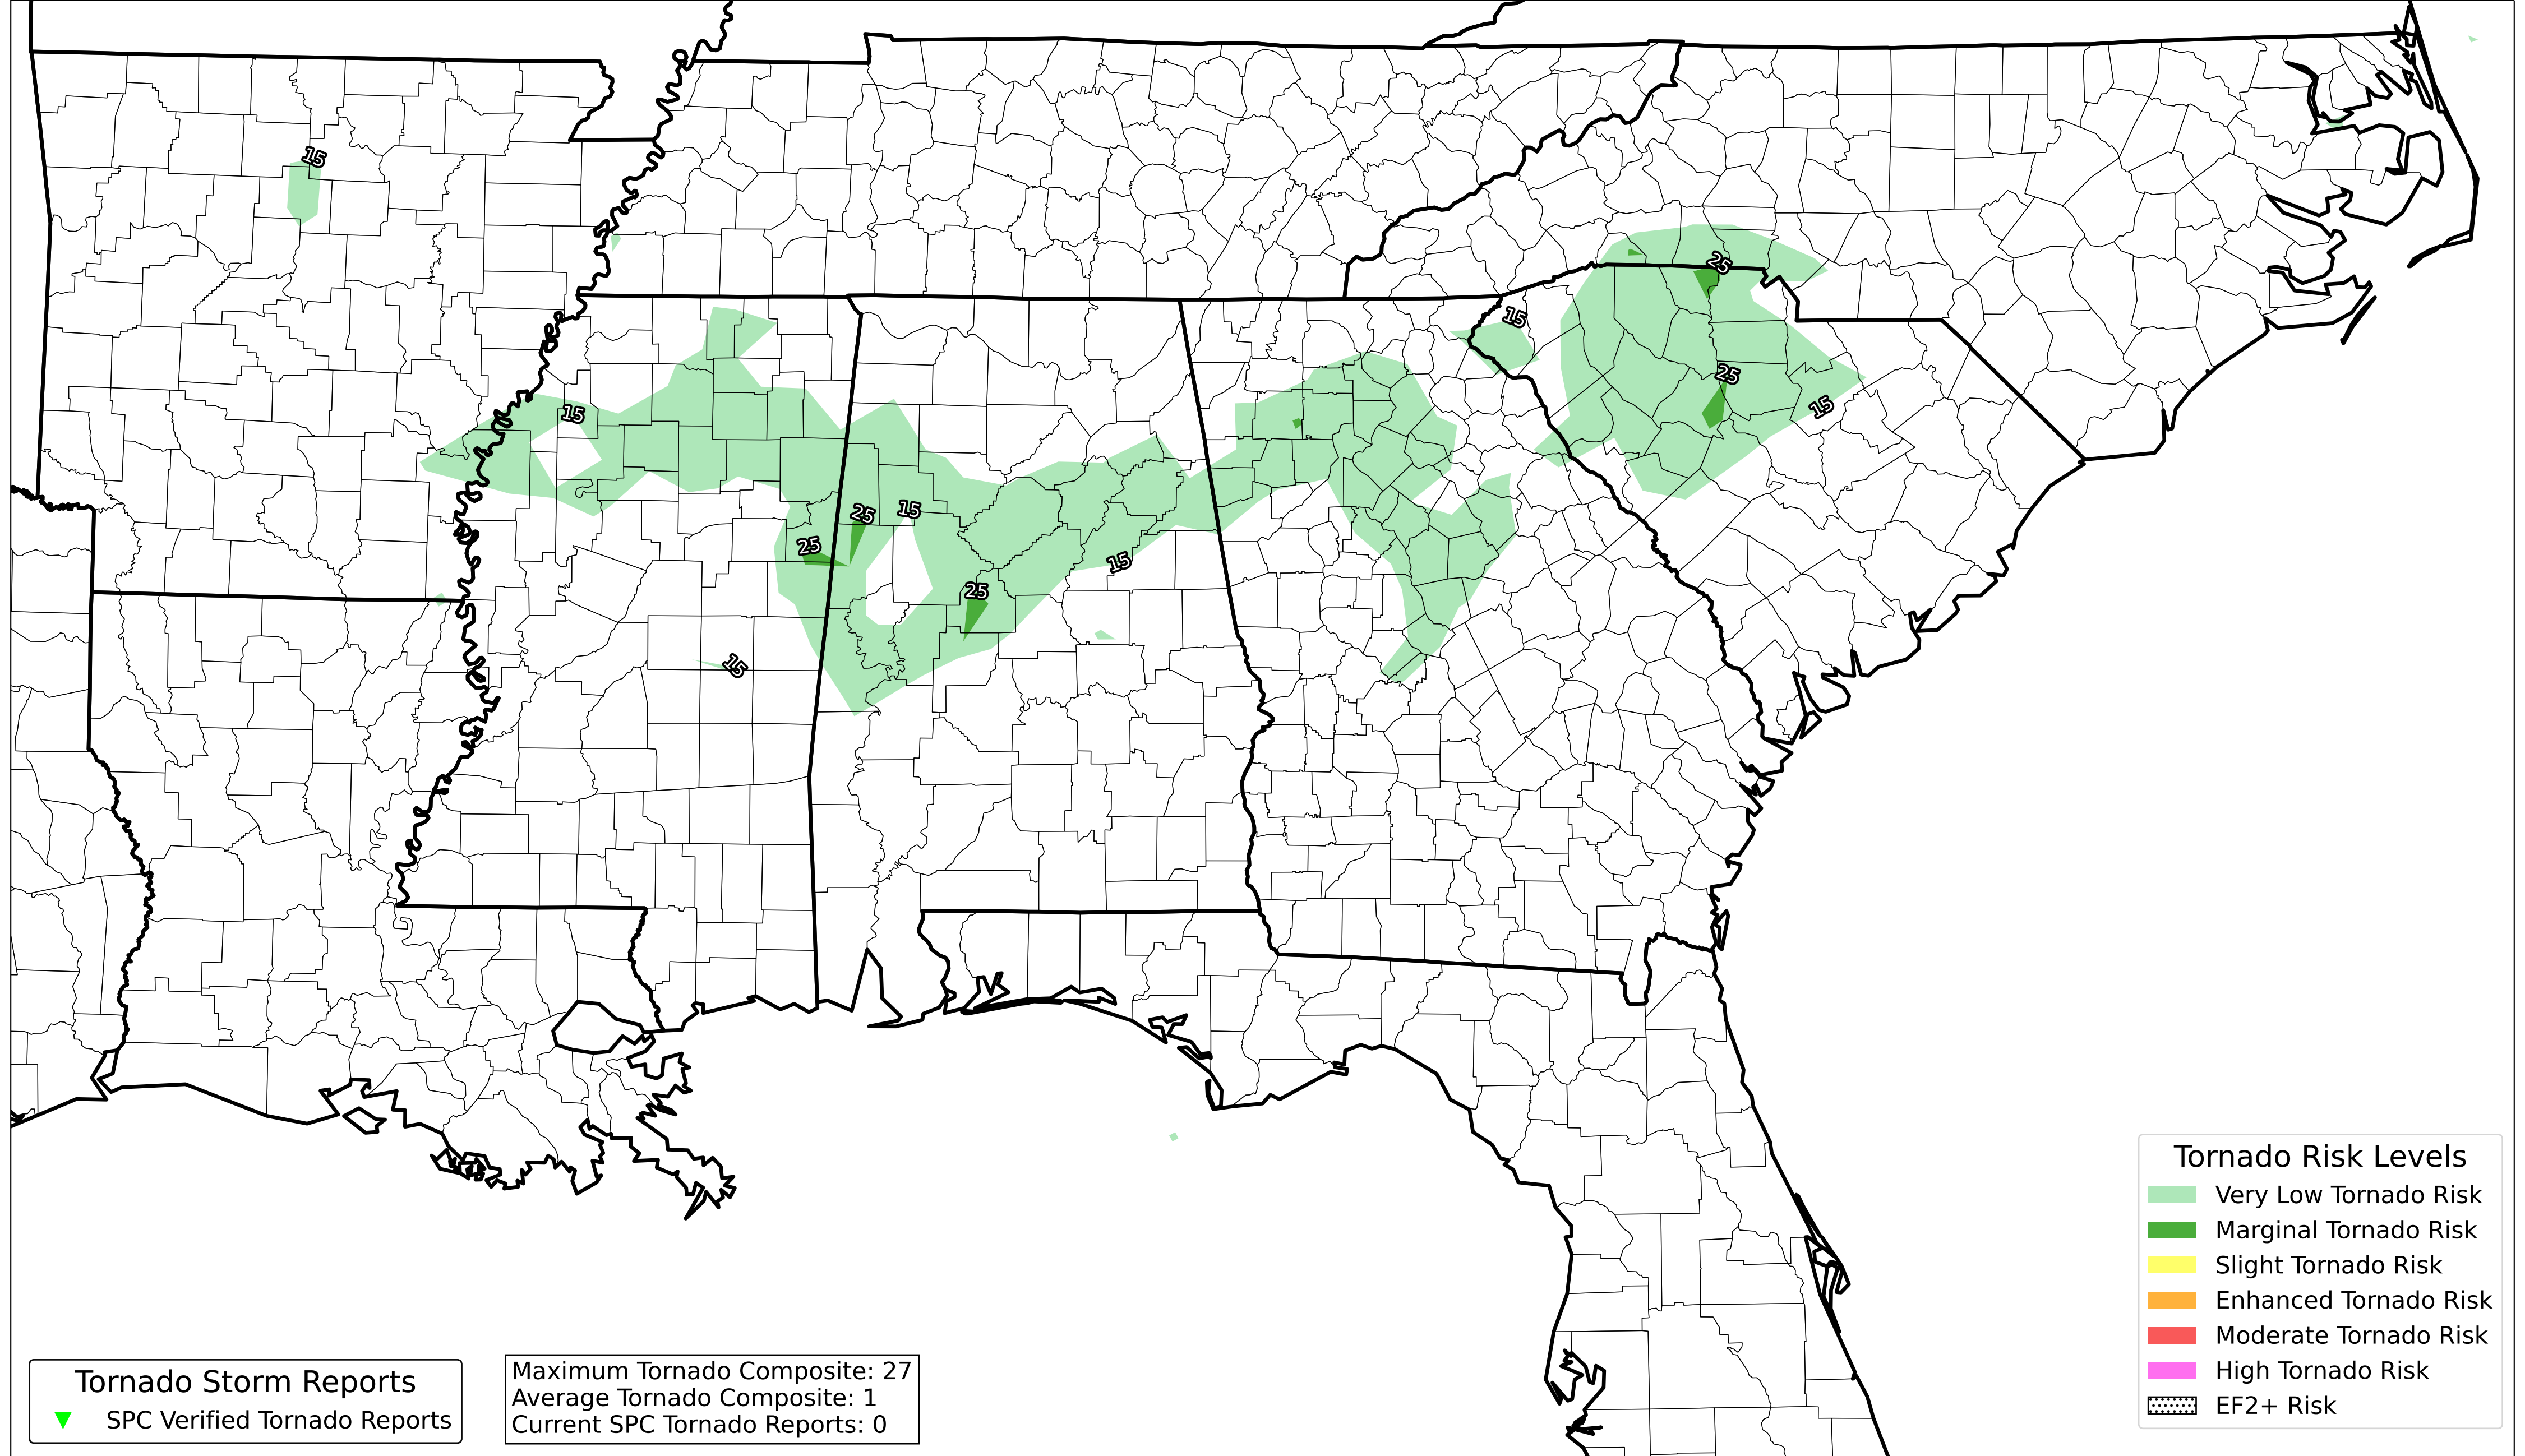 15
25
15
15
25
15
25
15
25
15
25
15
Tornado Risk Levels
Very Low Tornado Risk
Marginal Tornado Risk
Slight Tornado Risk
Enhanced Tornado Risk
Moderate Tornado Risk
High Tornado Risk
EF2+ Risk
Tornado Storm Reports
SPC Verified Tornado Reports
Maximum Tornado Composite: 27
Average Tornado Composite: 1
Current SPC Tornado Reports: 0